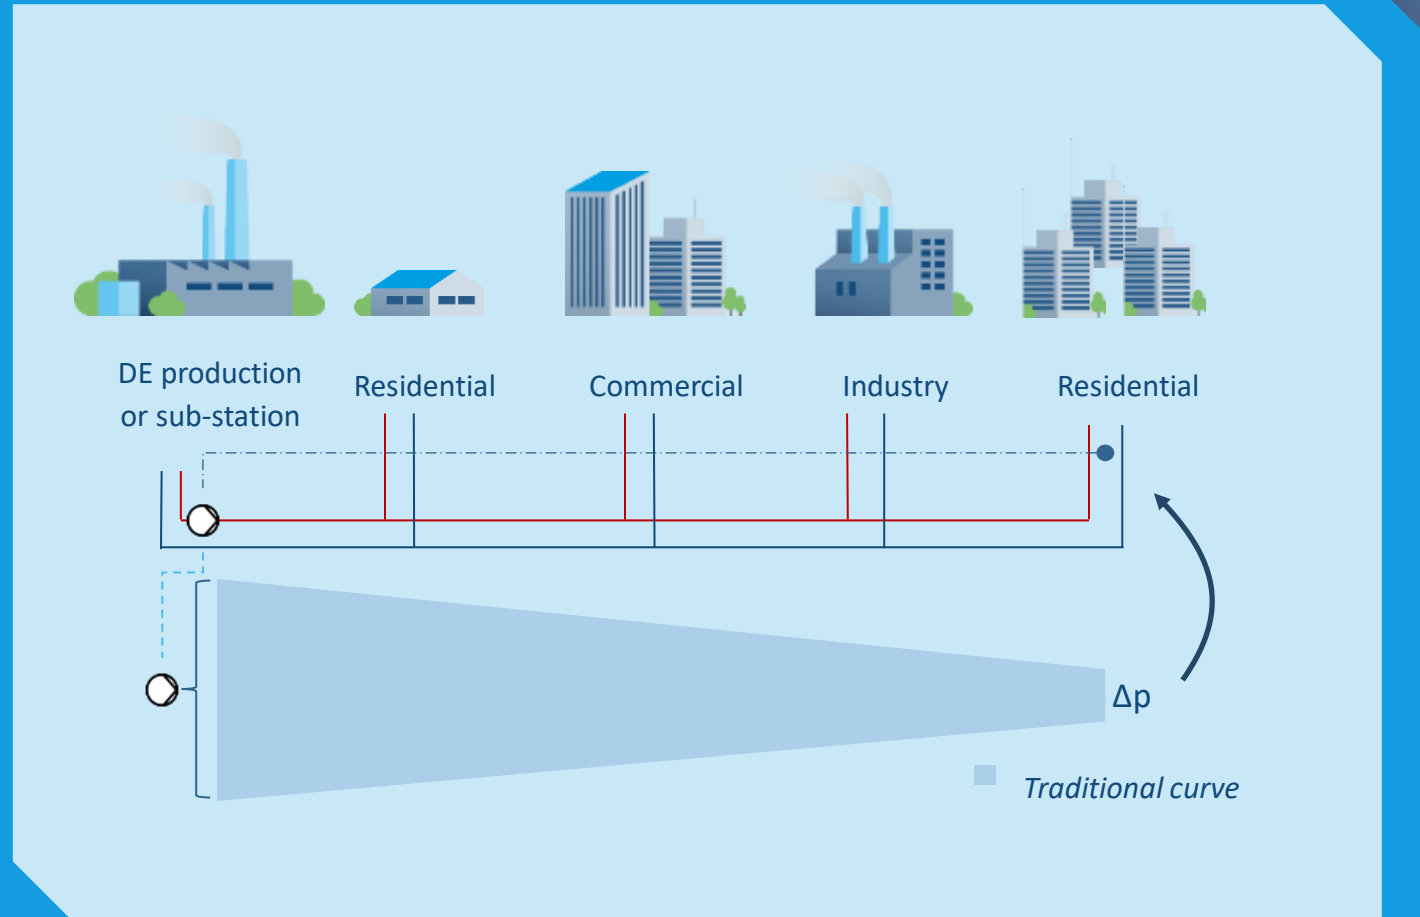 DE production
or sub-station
Residential
Commercial
Industry
Residential
Δp
Traditional curve